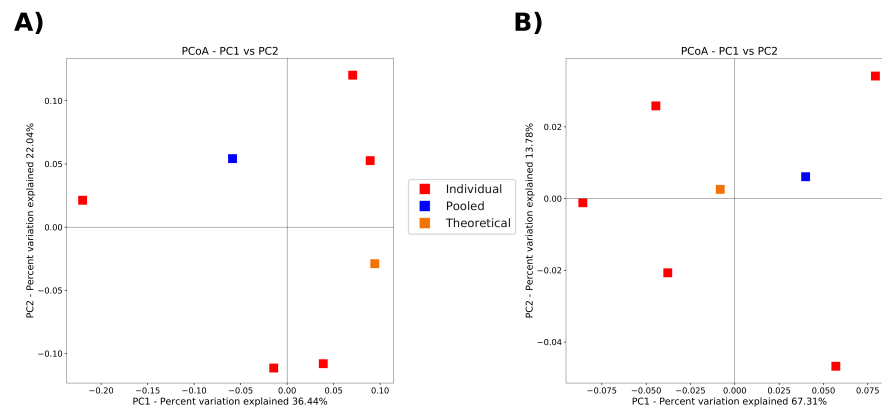 A)
PCoA - PC1 vs PC2
PC2 - Percent variation explained 22.04%
0.10
0.05
0.00
−0.05
−0.10
−0.20
−0.15
−0.10
−0.05
0.00
0.05
0.10
PC1 - Percent variation explained 36.44%
Individual
Pooled
Theoretical
B)
PCoA - PC1 vs PC2
PC2 - Percent variation explained 13.78%
0.02
0.00
−0.02
−0.04
−0.075
−0.050
−0.025
0.000
0.025
0.050
0.075
PC1 - Percent variation explained 67.31%